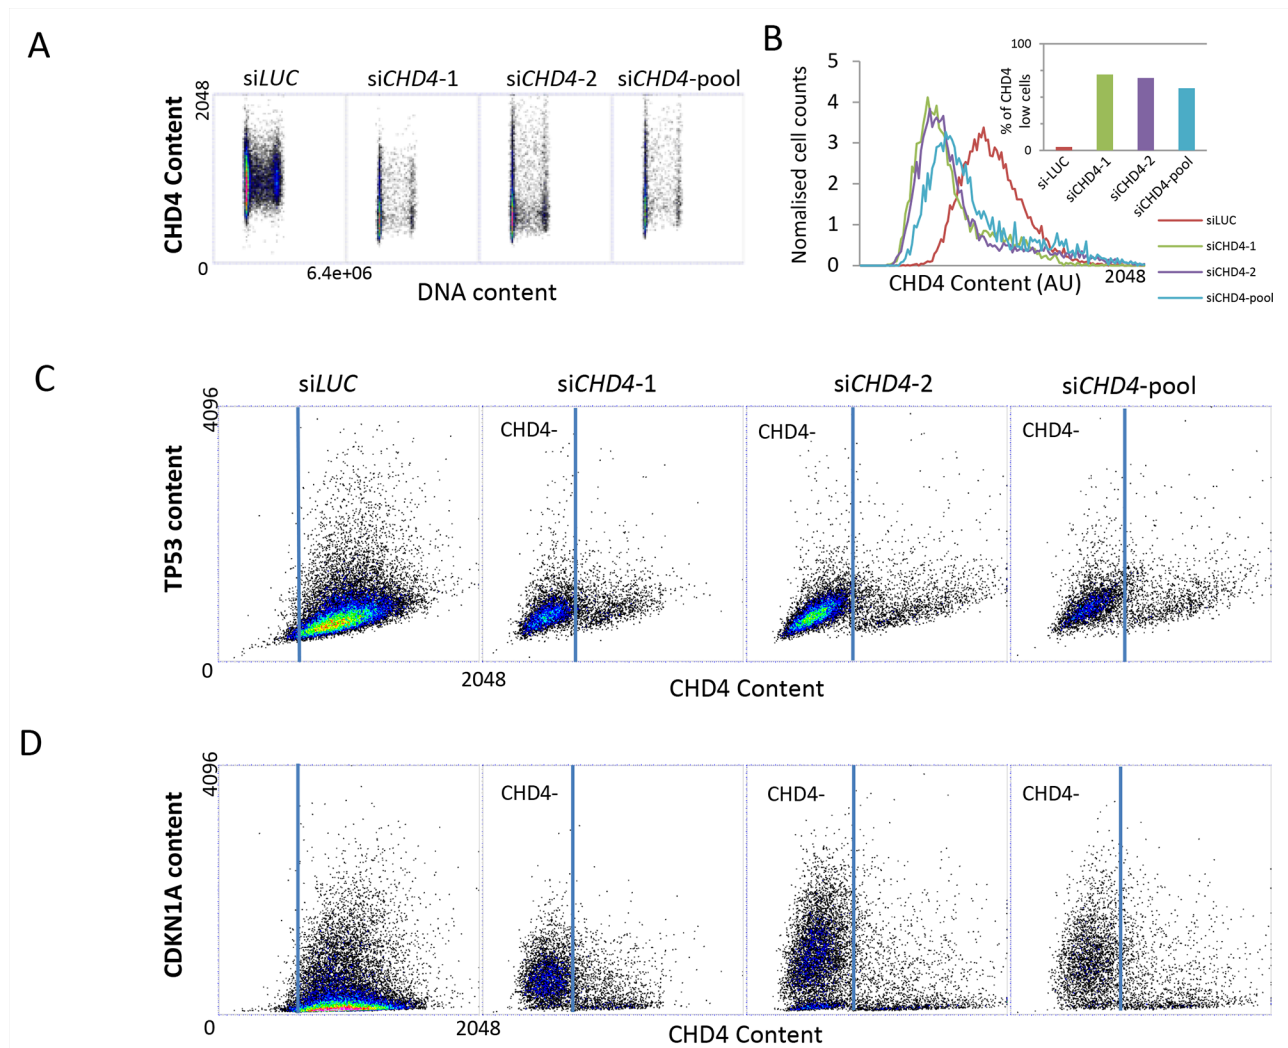 A
siLUC siCHD4-1 siCHD4-2 siCHD4-pool
2048
CHD4 Content
0
6.4e+06
DNA content
B
Nomalised cell counts
5
4
3
2
1
0
CHD4 Content (AU)
2048
100
% of CHD4
low cells
0
si-LUC
siCHD4-1
siCHD4-2
siCHD4-pool
siLUC
siCHD4-1
siCHD4-2
siCHD4-pool
C
siLUC siCHD4-1 siCHD4-2 siCHD4-pool
4096
TP53 content
CHD4- CHD4- CHD4-
0
2048
CHD4 Content
D
4096
CDKN1A content
CHD4- CHD4- CHD4-
0
2048
CHD4 Content